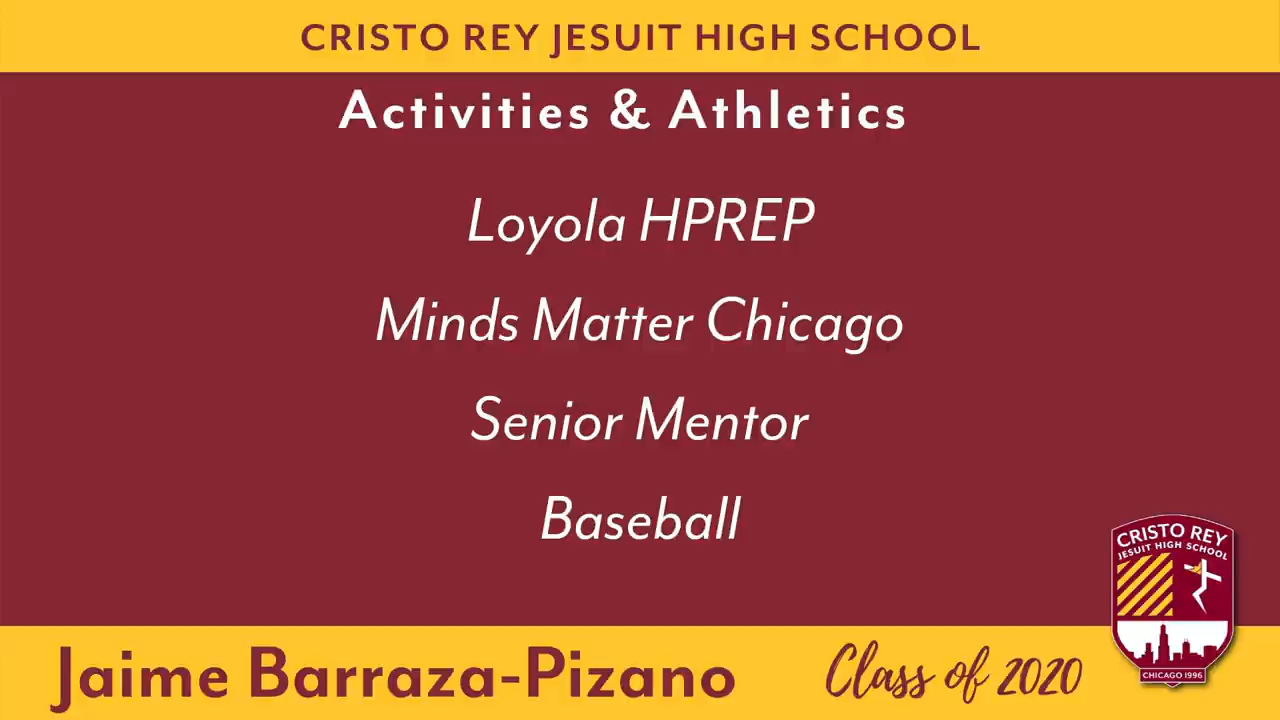 CRISTO REY JESUIT HIGH SCHOOL
Activities & Athletics
Loyola HPREP
Minds Matter Chicago
Senior Mentor
Baseball
CRISTO REY
JESUIT HIGH SCHOOL
CHICAGO 1996
Jaime Barraza-Pizano
Class of 2020